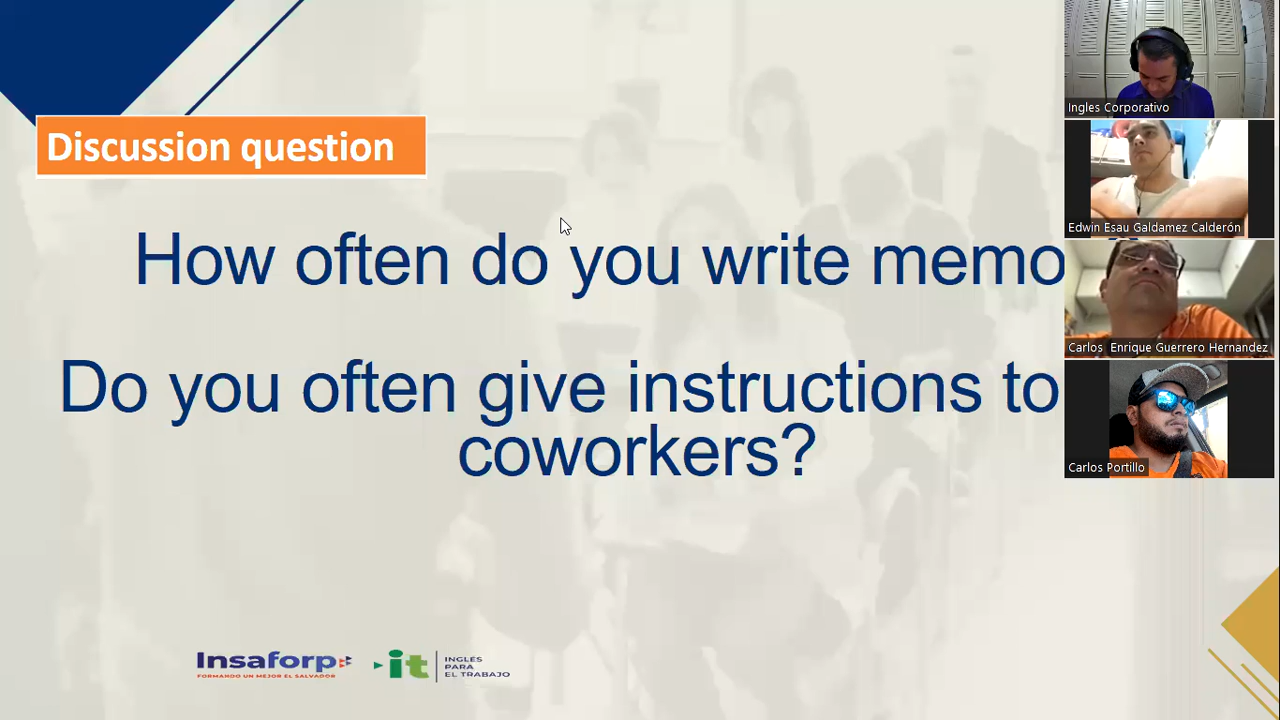 Discussion question
How often do you write memo
Do you often give instructions to
coworkers?
Insaforp
FORMANDO UN MEJOR EL SALVADOR
it
INGLÉS
PARA
EL TRABAJO
Ingles Corporativo
Edwin Esau Galdamez Calderón
Carlos Enrique Guerrero Hernandez
Carlos Portillo